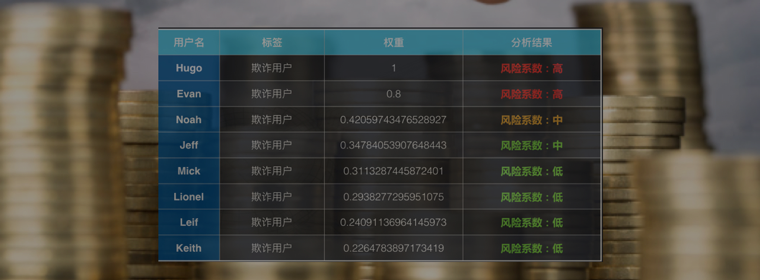 用户名 标签 权重 分析结果
Hugo 欺诈用户 1 风险系数：高
Evan 欺诈用户 0.8 风险系数：高
Noah 欺诈用户 0.42059743476528927 风险系数：中
Jeff 欺诈用户 0.34784053907648443 风险系数：中
Mick 欺诈用户 0.3113287445872401 风险系数：低
Lionel 欺诈用户 0.2938277295951075 风险系数：低
Leif 欺诈用户 0.24091136964145973 风险系数：低
Keith 欺诈用户 0.2264783897173419 风险系数：低